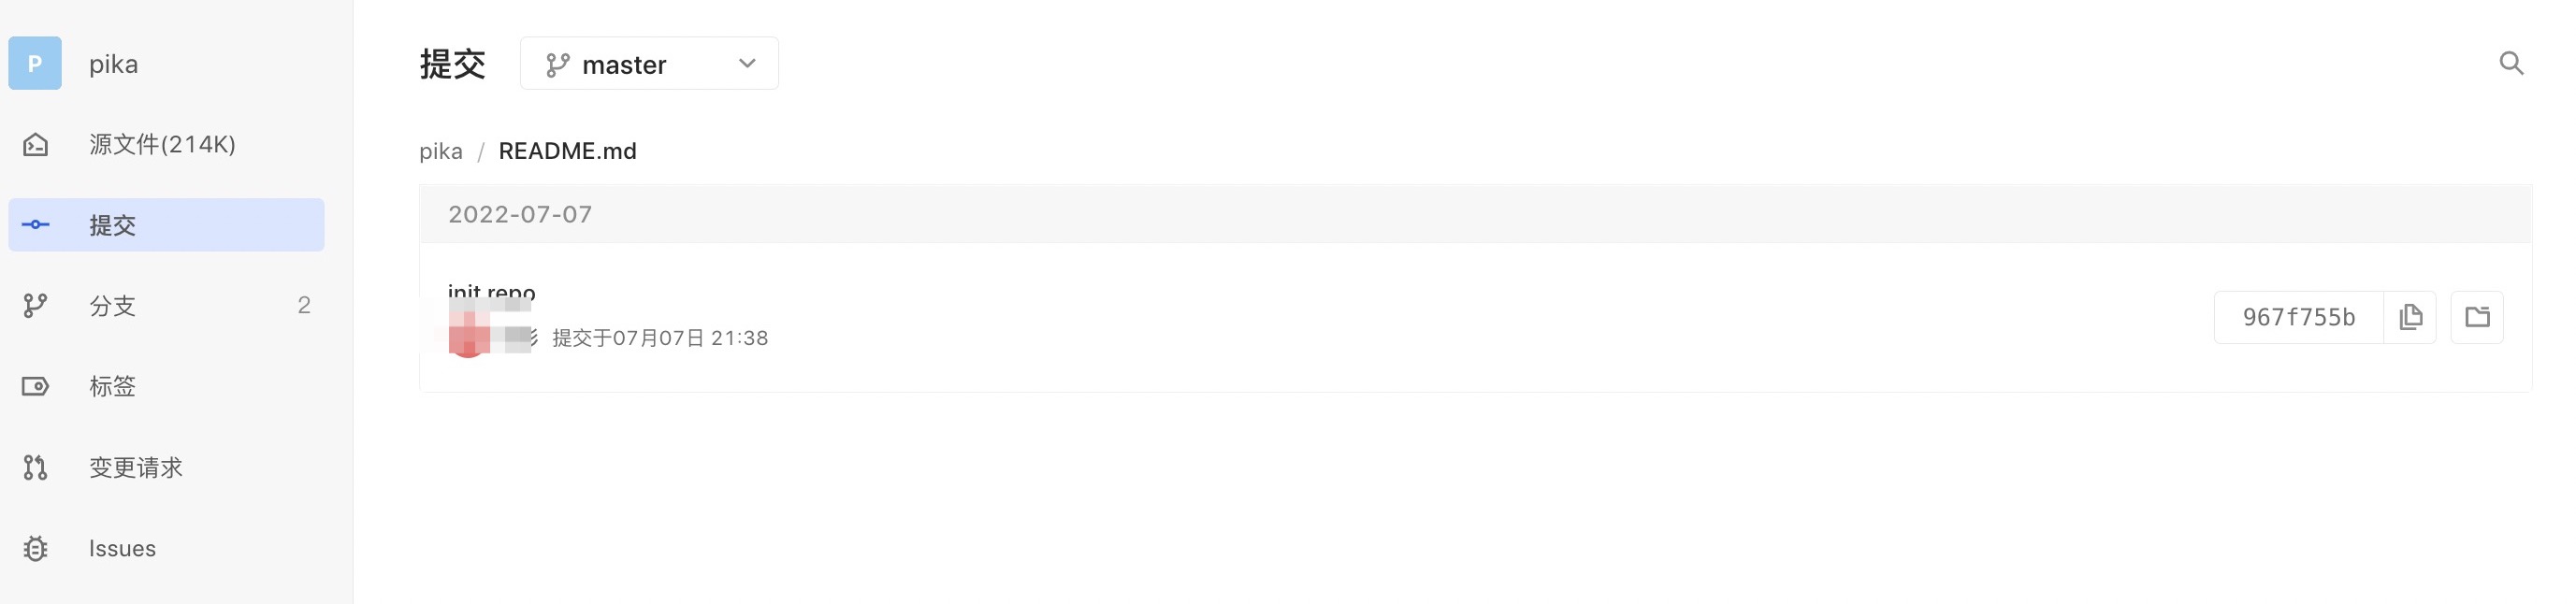 P pika
源文件(214K)
提交
分支 2
标签
变更请求
Issues
提交 master
pika / README.md
2022-07-07
init repo
提交于07月07日 21:38
967f755b